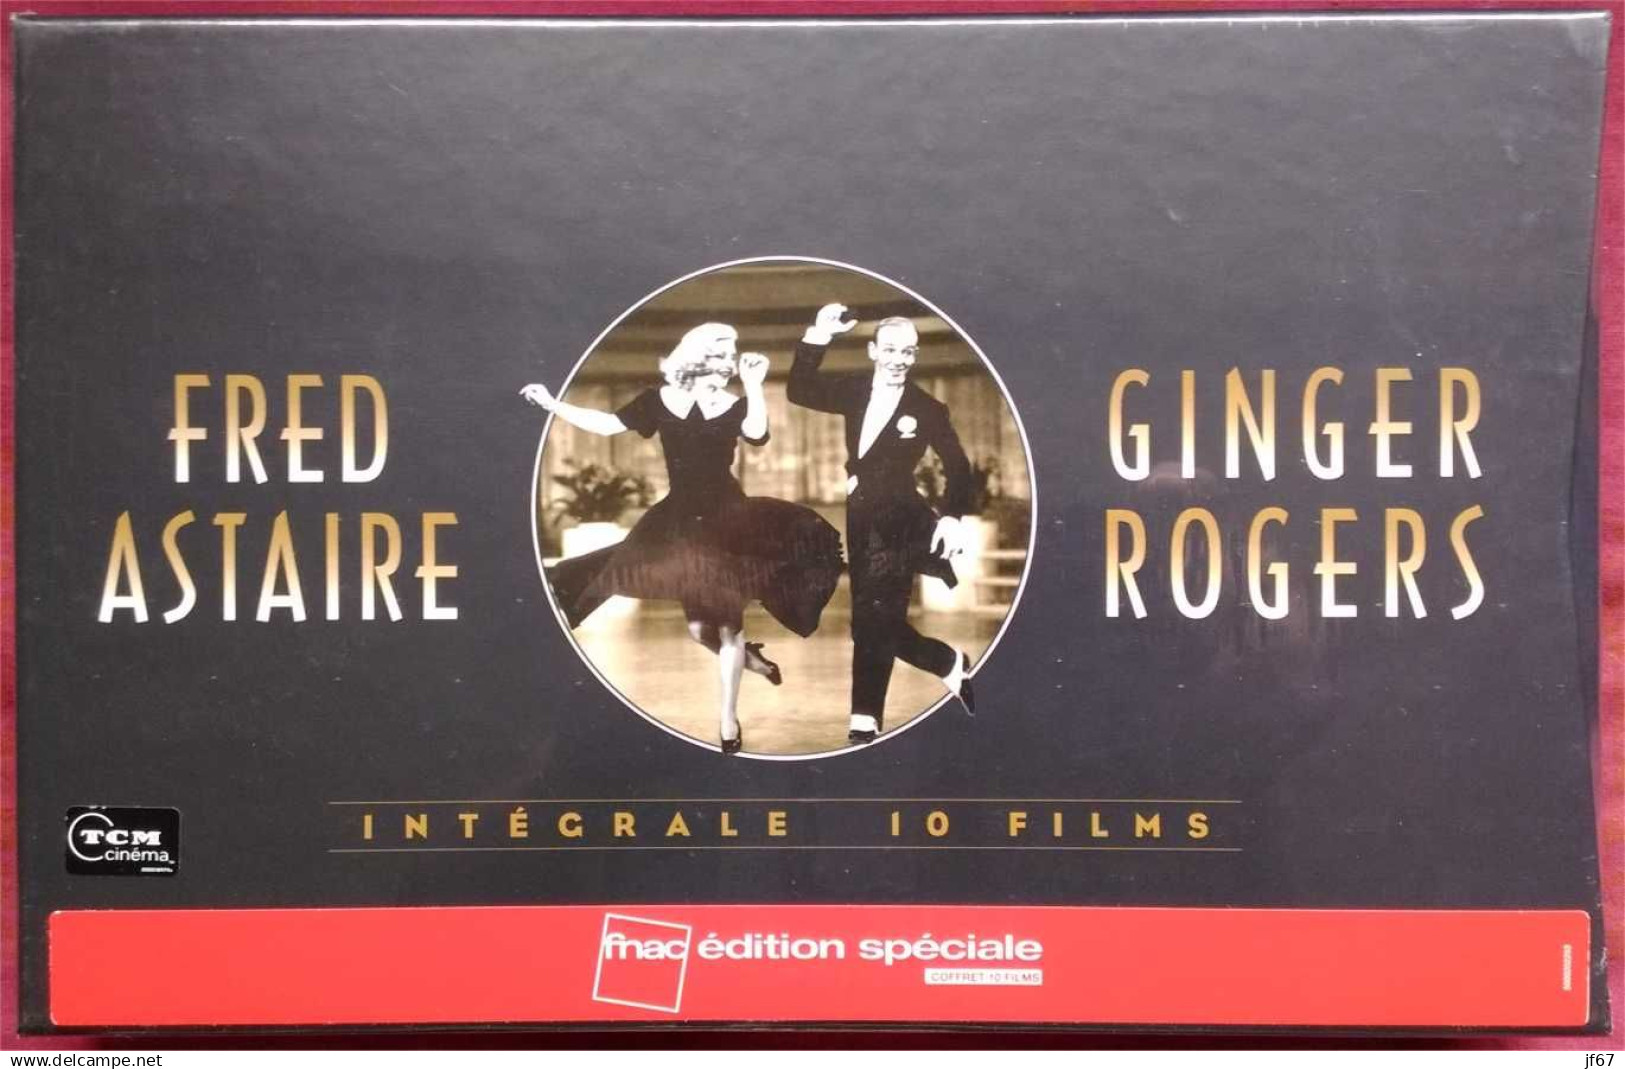 FRED
ASTAIRE
GINGER
ROGERS
INTÉGRALE 10 FILMS
TCM
cinéma
fnac édition spéciale
COFFRET 10 FILMS
www.delcampe.net
jf67